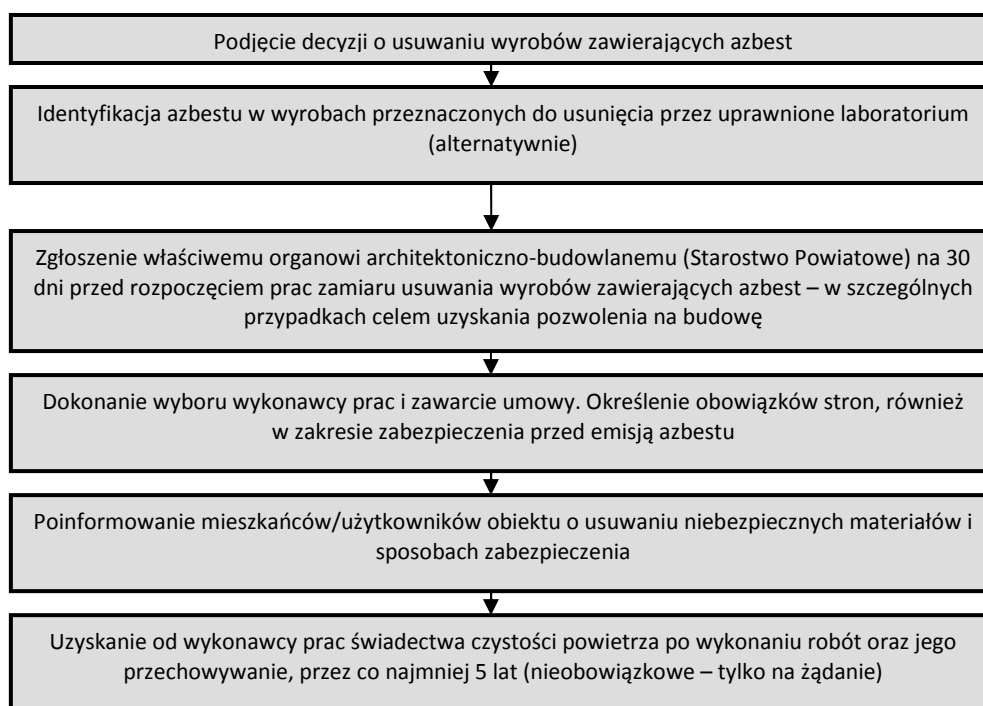 Podjęcie decyzji o usuwaniu wyrobów zawierających azbest
Identyfikacja azbestu w wyrobach przeznaczonych do usunięcia przez uprawnione laboratorium
(alternatywnie)
Zgłoszenie właściwemu organowi architektoniczno-budowlanemu (Starostwo Powiatowe) na 30
dni przed rozpoczęciem prac zamiaru usuwania wyrobów zawierających azbest – w szczególnych
przypadkach celem uzyskania pozwolenia na budowę
Dokonanie wyboru wykonawcy prac i zawarcie umowy. Określenie obowiązków stron, również
w zakresie zabezpieczenia przed emisją azbestu
Poinformowanie mieszkańców/użytkowników obiektu o usuwaniu niebezpiecznych materiałów i
sposobach zabezpieczenia
Uzyskanie od wykonawcy prac świadectwa czystości powietrza po wykonaniu robót oraz jego
przechowywanie, przez co najmniej 5 lat (nieobowiązkowe – tylko na żądanie)